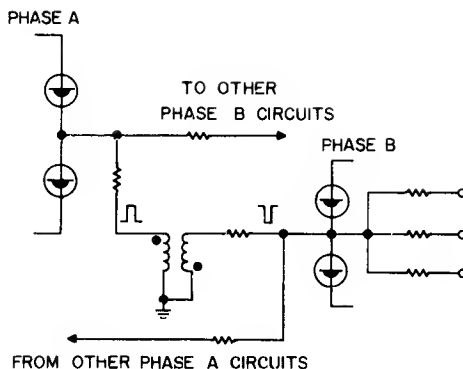 PHASE A
TO OTHER
PHASE B CIRCUITS
PHASE B
FROM OTHER PHASE A CIRCUITS